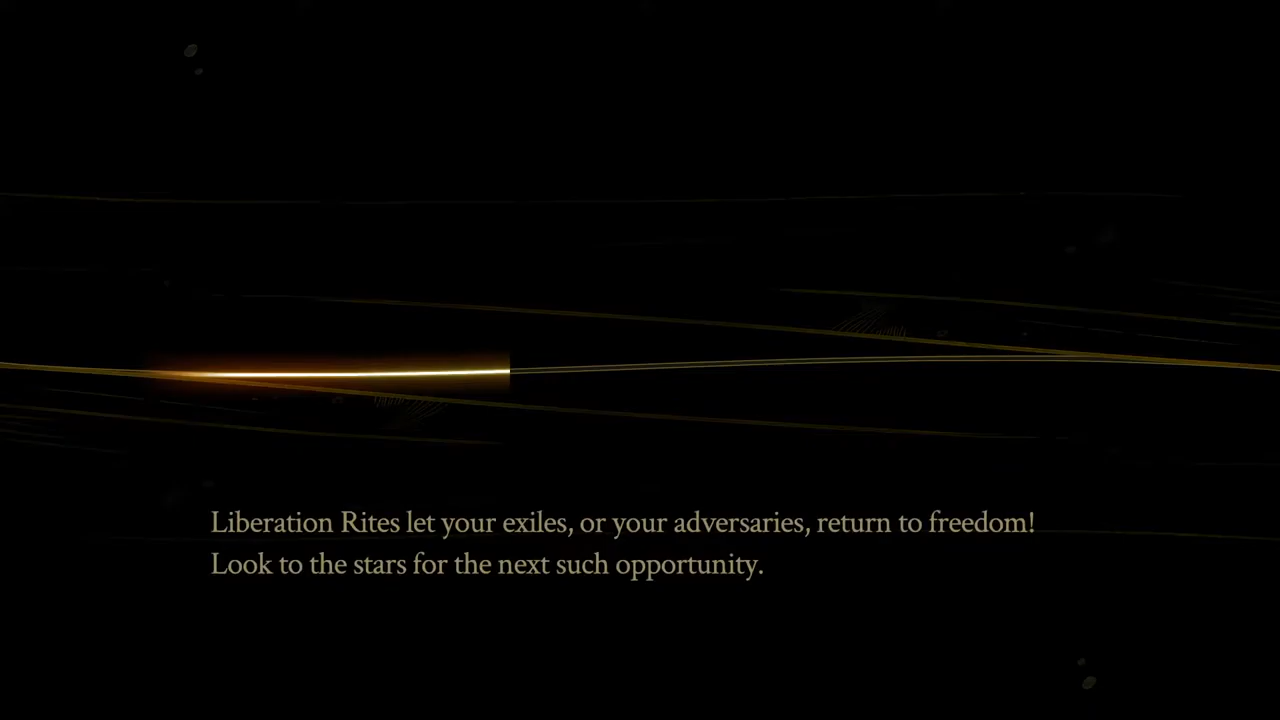 Liberation Rites let your exiles, or your adversaries, return to freedom!
Look to the stars for the next such opportunity.